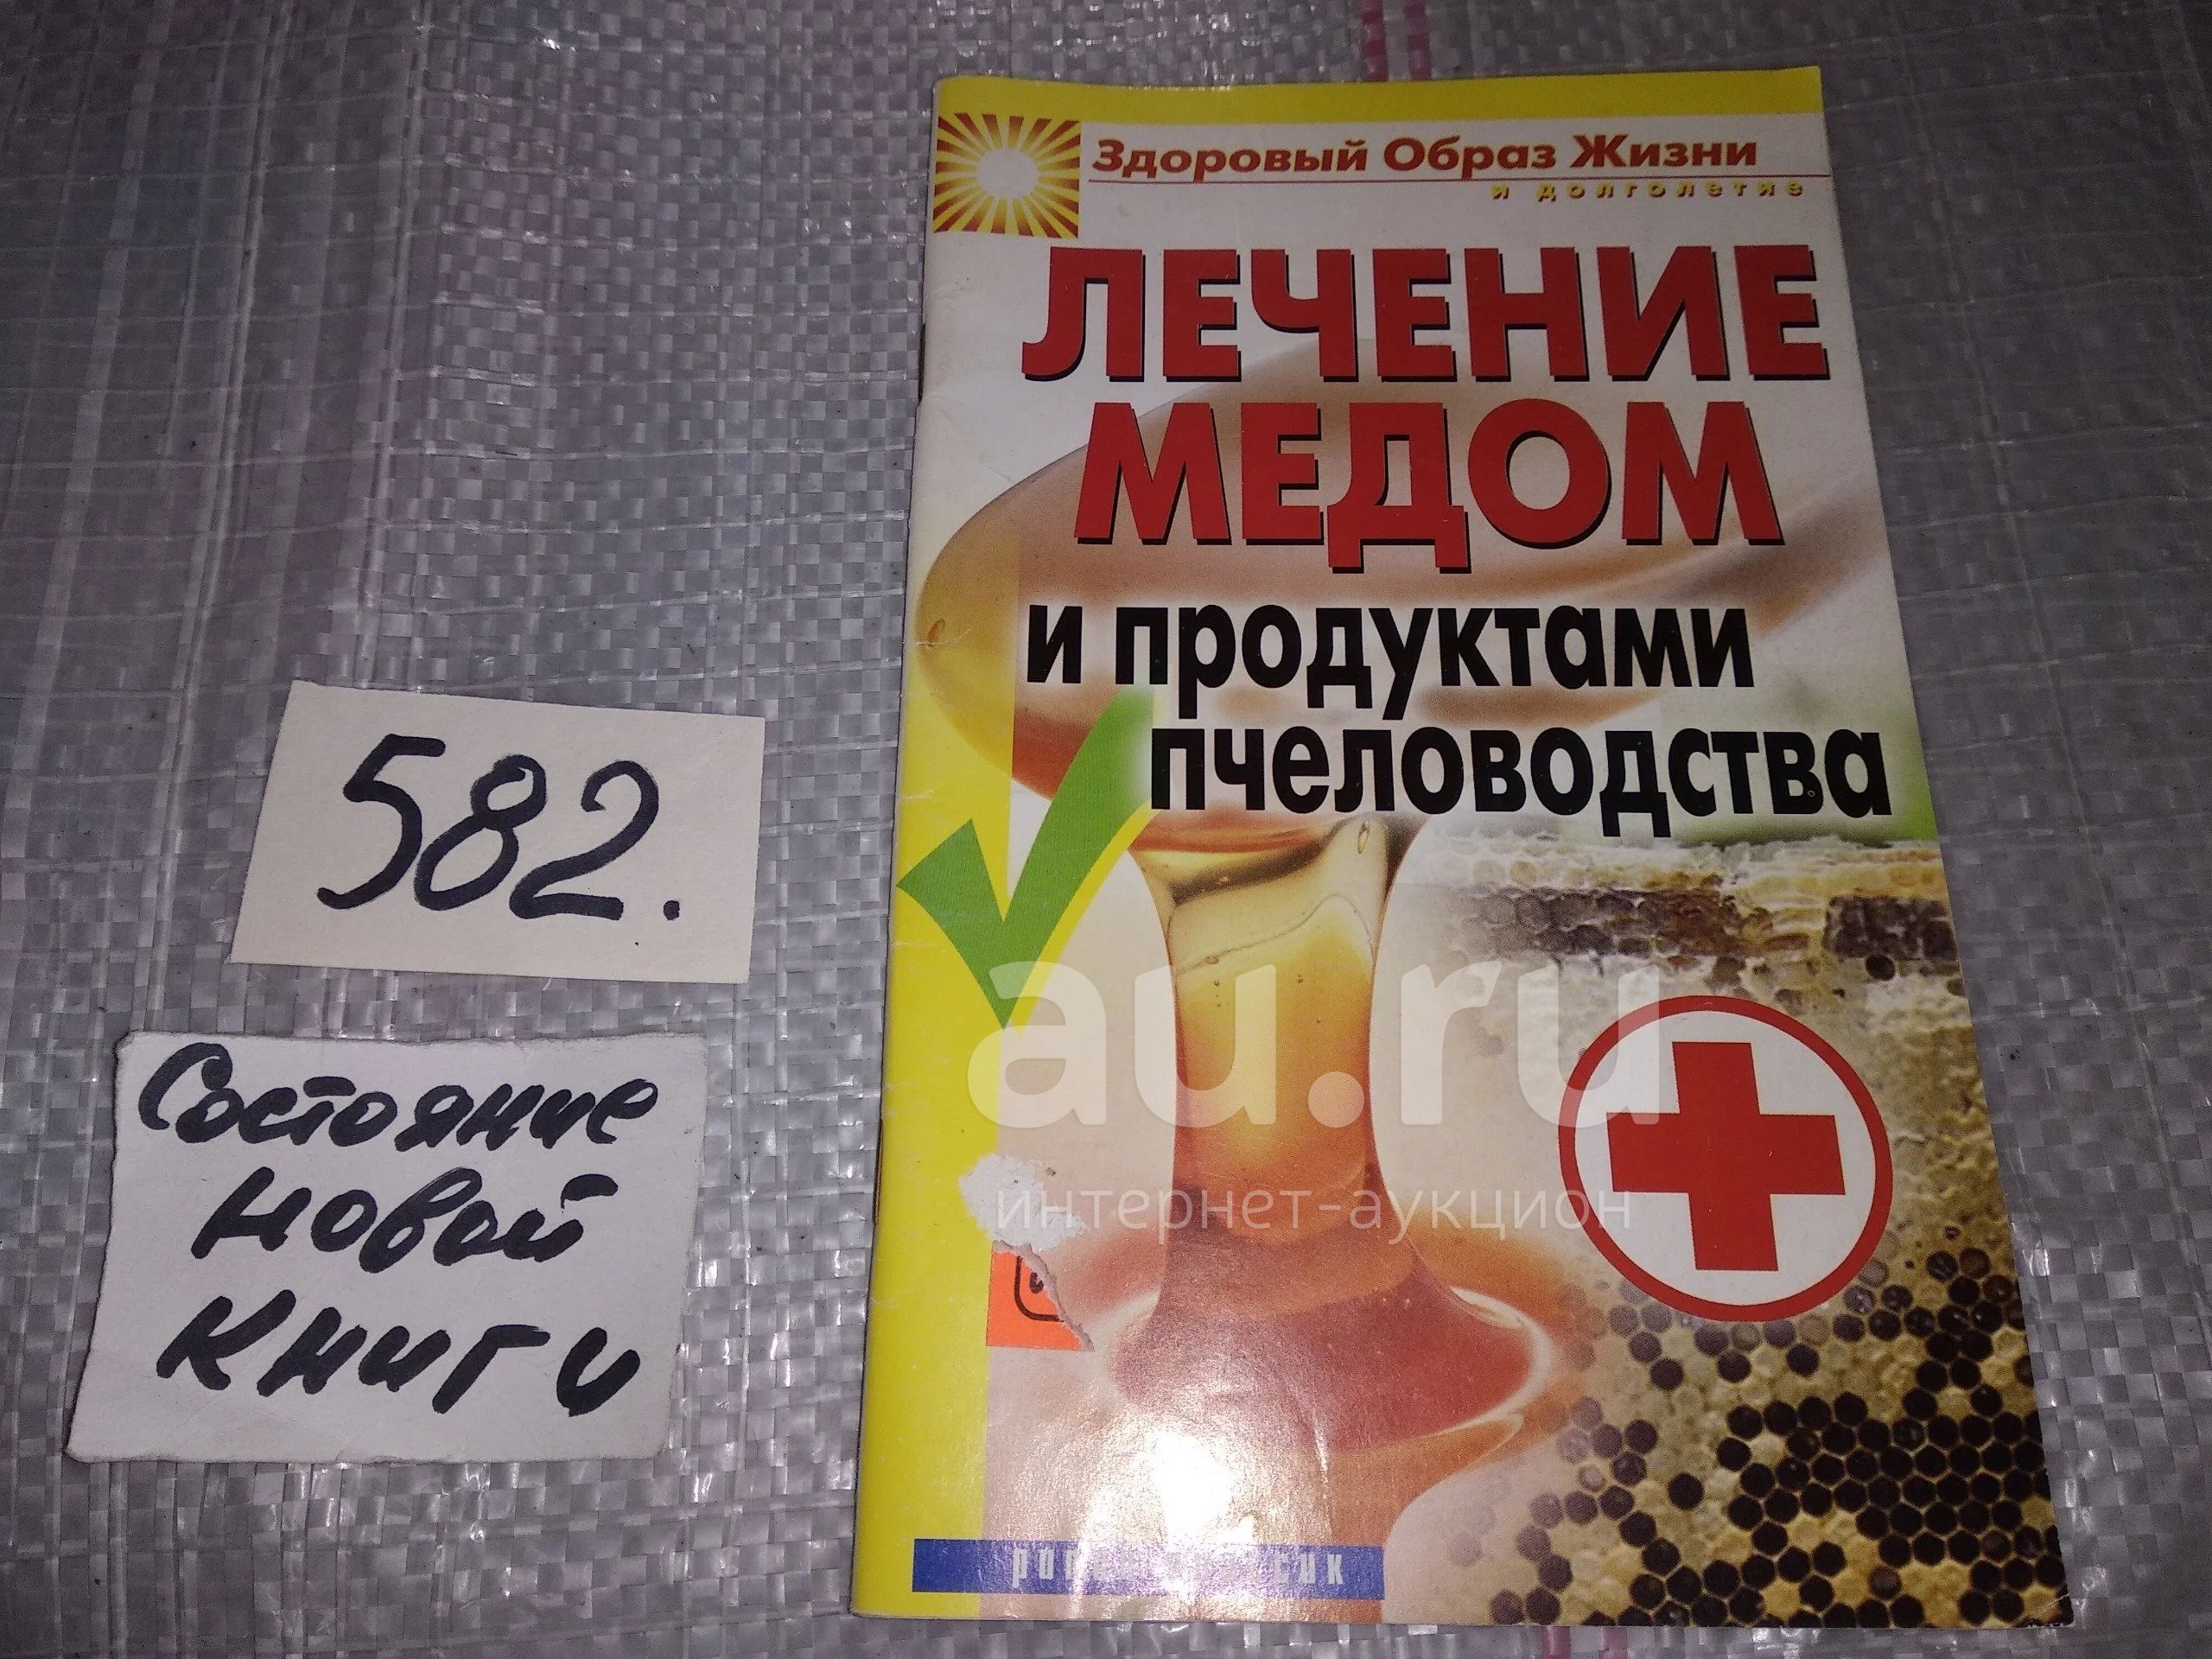 Здоровый Образ Жизни
и долголетие
ЛЕЧЕНИЕ
МЕДОМ
и продуктами
пчеловодства
582.
Состояние
новой
книги
au.ru
интернет-аукцион